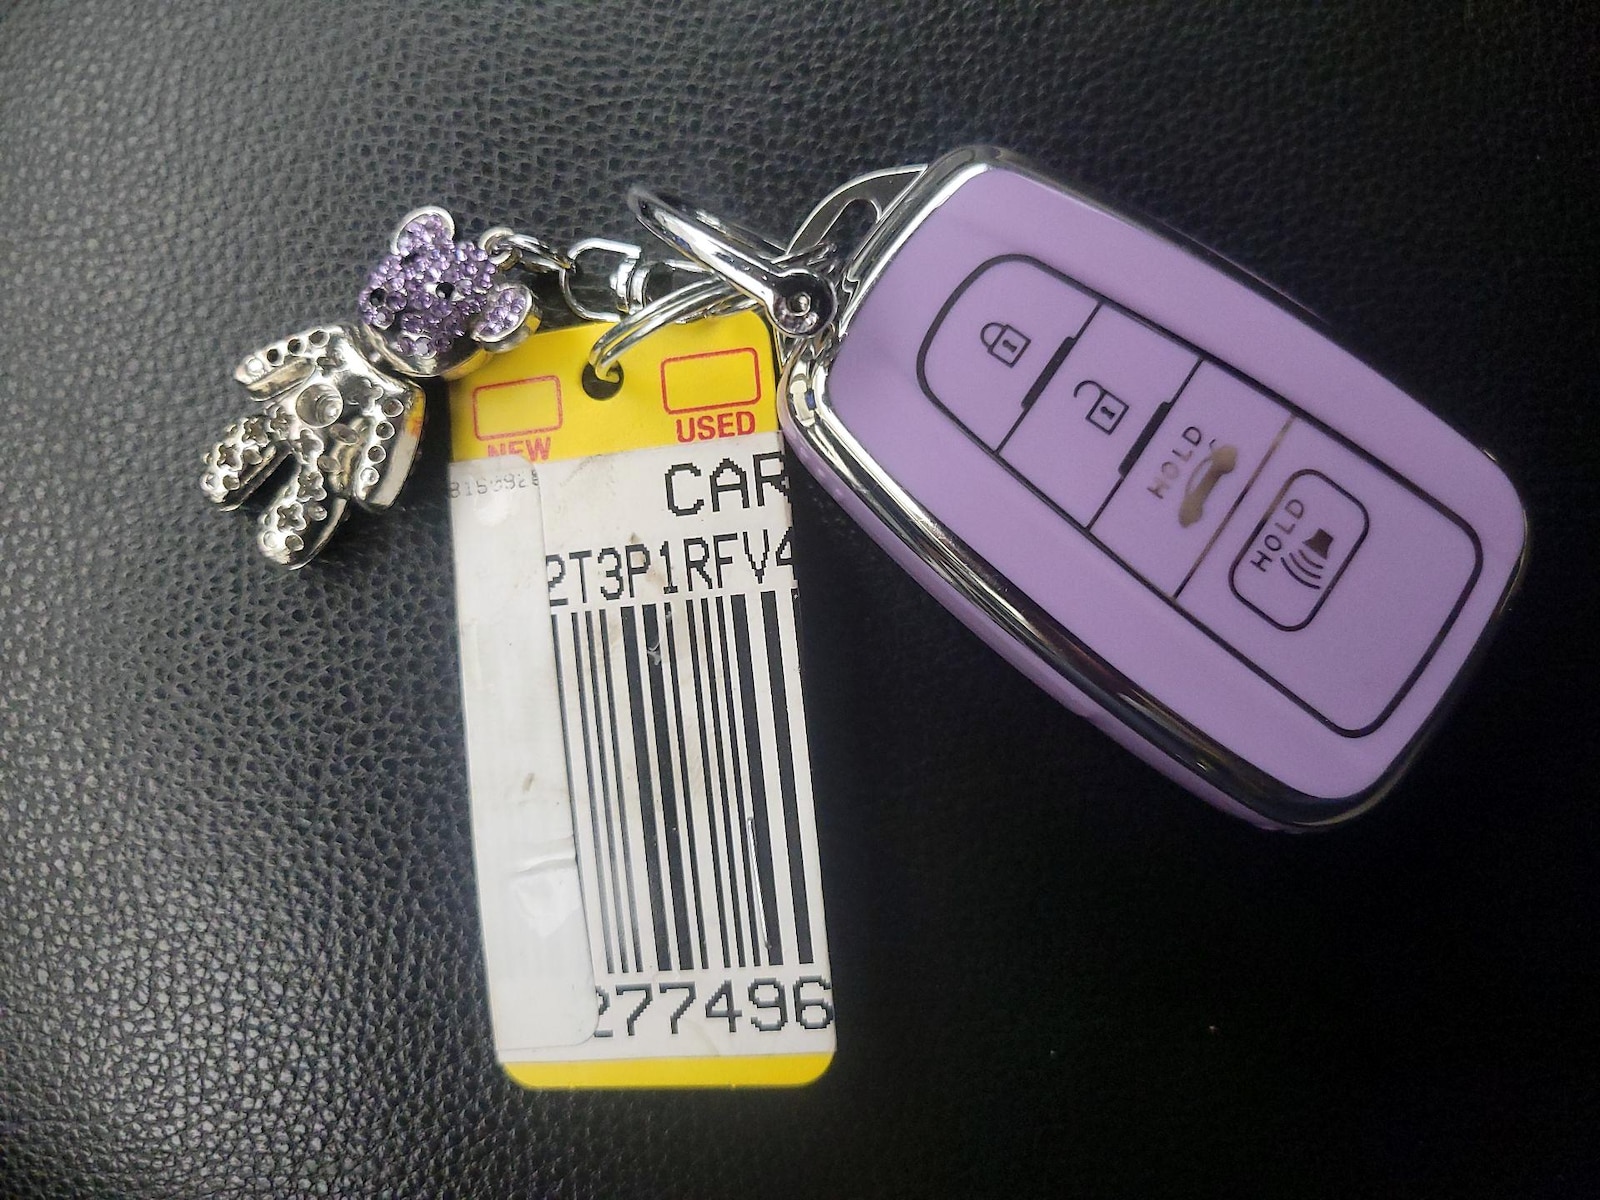 NEW
USED
CAR
2T3P1RFV4
277496
HOLD
HOLD